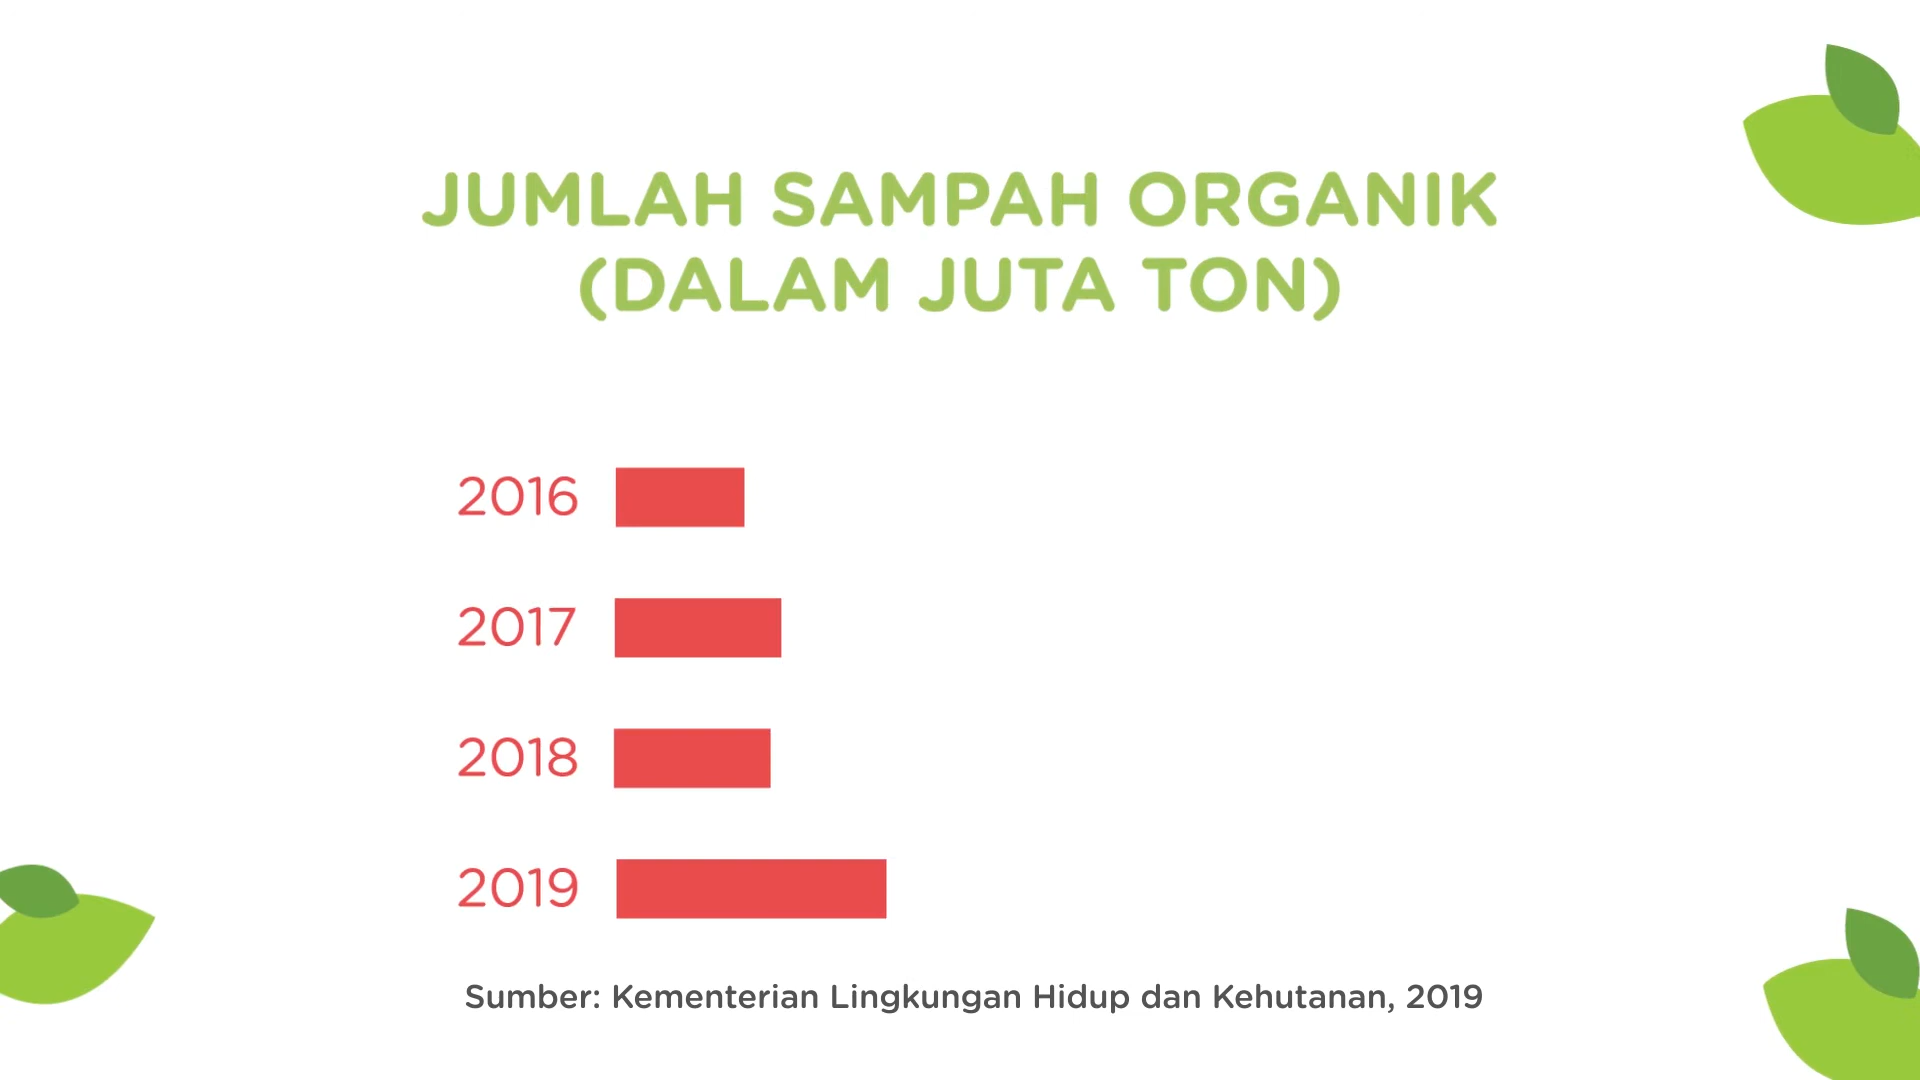 JUMLAH SAMPAH ORGANIK
(DALAM JUTA TON)
2016
2017
2018
2019
Sumber: Kementerian Lingkungan Hidup dan Kehutanan, 2019